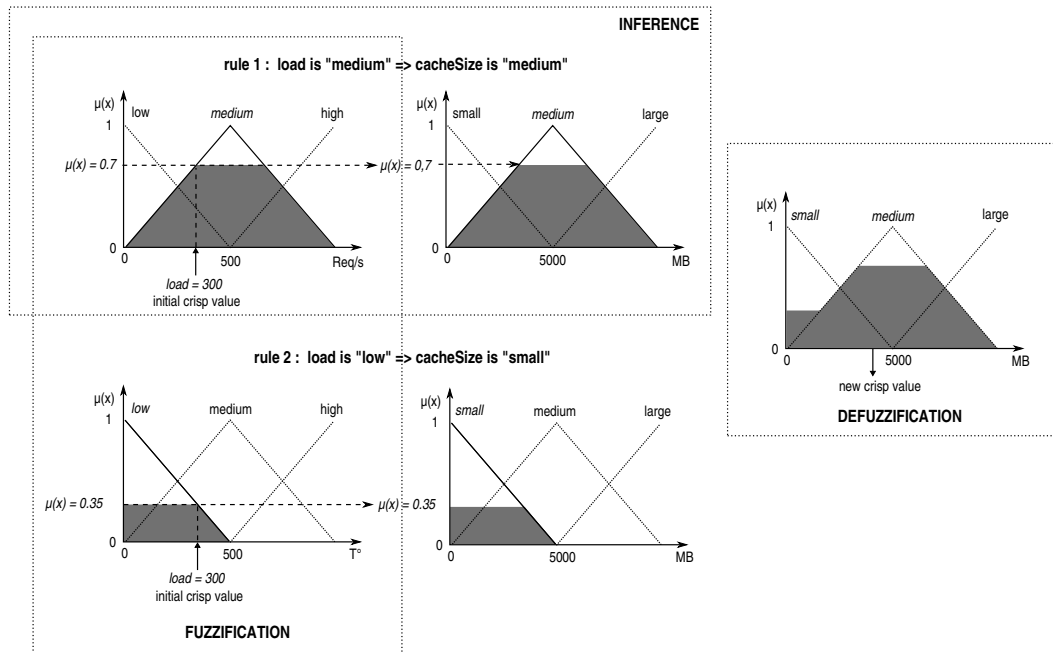 INFERENCE
rule 1 : load is "medium" => cacheSize is "medium"
μ(x)
low
medium
high
1
μ(x) = 0.7
0
0
500
Req/s
load = 300
initial crisp value
μ(x)
small
medium
large
1
μ(x) = 0,7
0
0
5000
MB
rule 2 : load is "low" => cacheSize is "small"
μ(x)
low
medium
high
1
μ(x) = 0.35
0
0
500
T°
load = 300
initial crisp value
FUZZIFICATION
μ(x)
small
medium
large
1
μ(x) = 0.35
0
0
5000
MB
μ(x)
small
medium
large
1
0
0
5000
MB
new crisp value
DEFUZZIFICATION